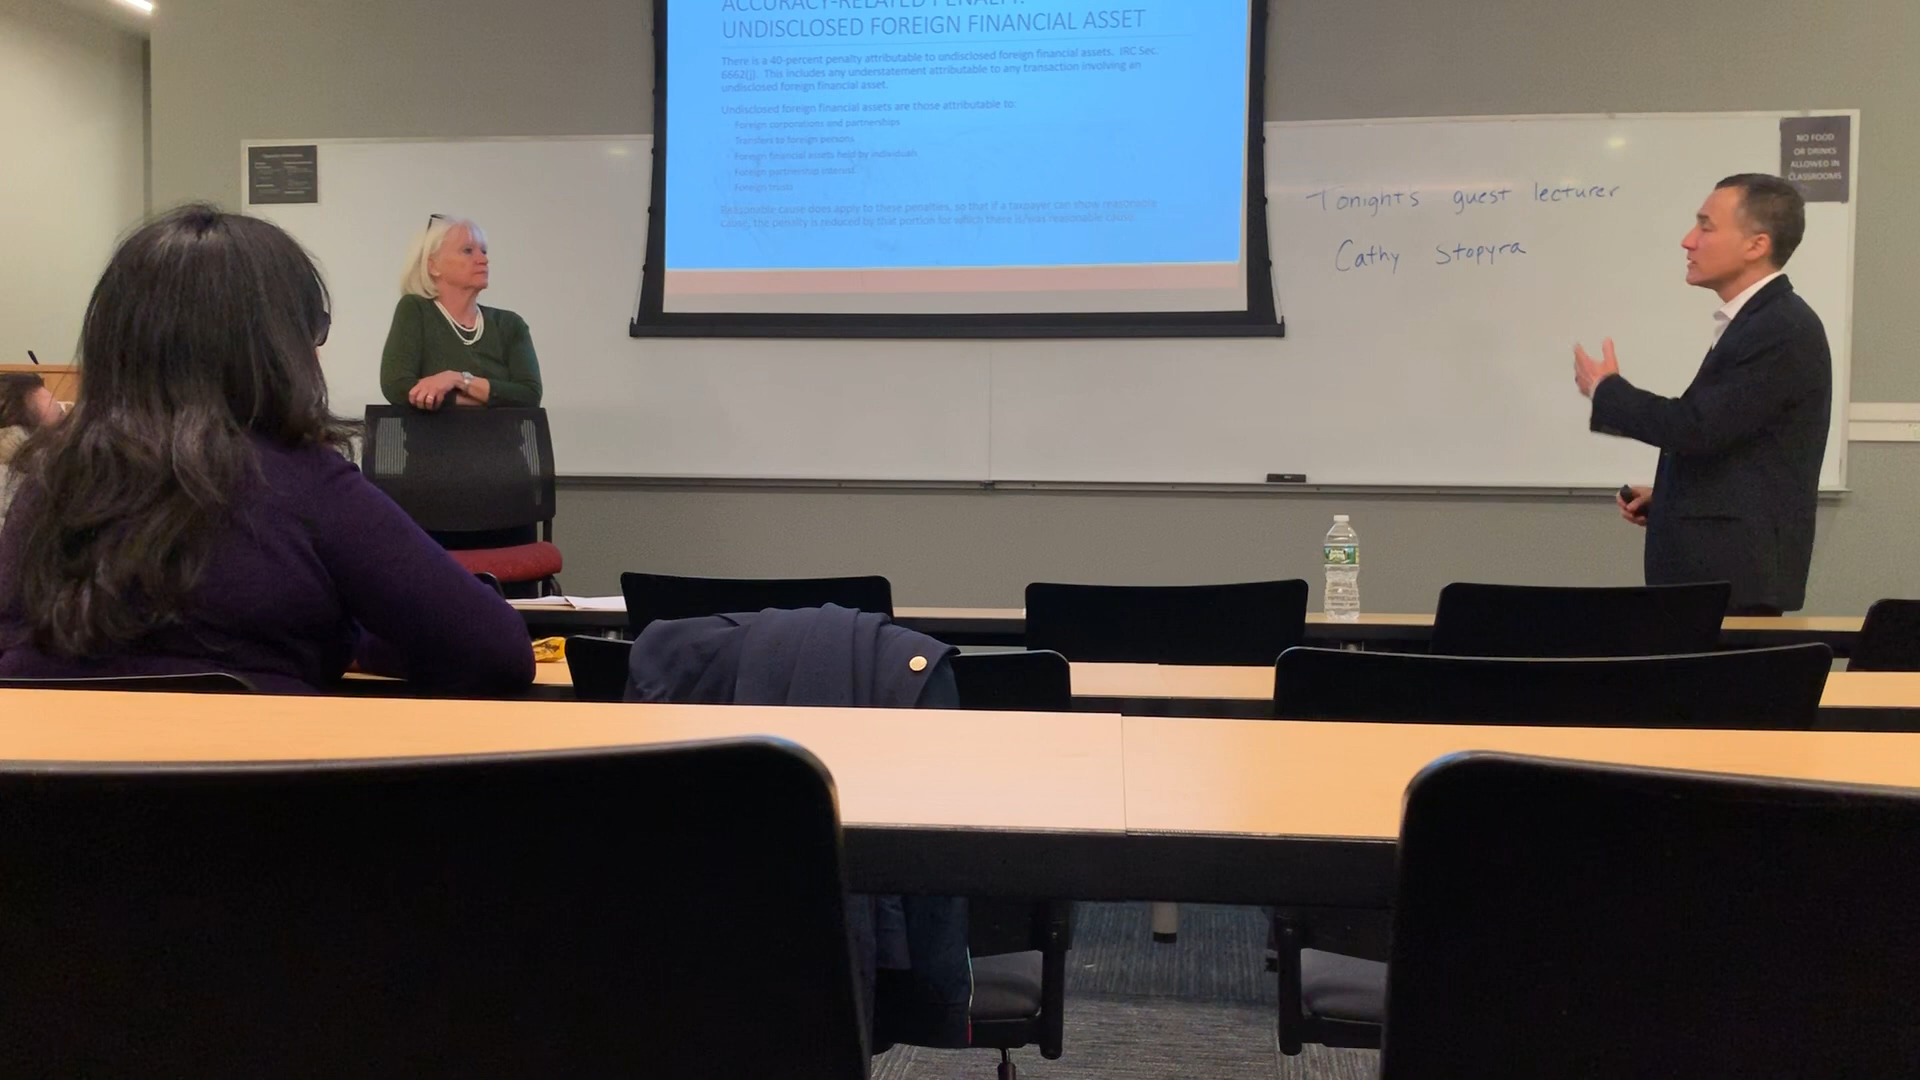 ACCURACY-RELATED PENALTY:
UNDISCLOSED FOREIGN FINANCIAL ASSET
There is a 40-percent penalty attributable to undisclosed foreign financial assets. IRC Sec.
6662(j). This includes any understatement attributable to any transaction involving an
undisclosed foreign financial asset.
Undisclosed foreign financial assets are those attributable to:
Foreign corporations and partnerships
Transfers to foreign persons
Foreign financial assets held by individuals
Foreign partnership interest
Foreign trusts
Reasonable cause does apply to these penalties, so that if a taxpayer can show reasonable
cause, the penalty is reduced by that portion for which there is/was reasonable cause.
Tonight's guest lecturer
Cathy Stopyra
NO FOOD
OR DRINKS
ALLOWED IN
CLASSROOMS